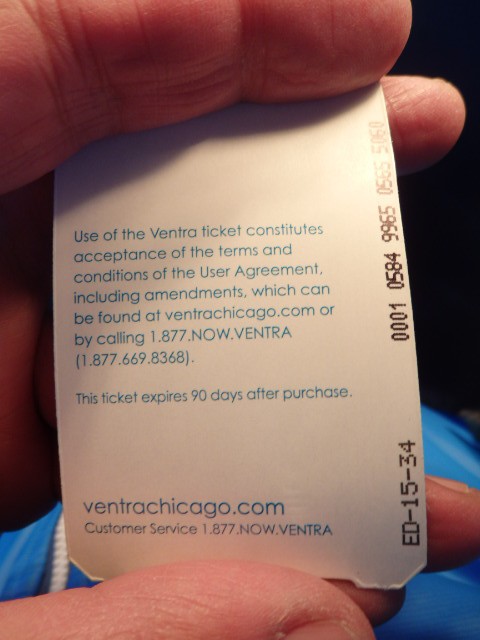 Use of the Ventra ticket constitutes
acceptance of the terms and
conditions of the User Agreement,
including amendments, which can
be found at ventrachicago.com or
by calling 1.877.NOW.VENTRA
(1.877.669.8368).
This ticket expires 90 days after purchase.
ventrachicago.com
Customer Service 1.877.NOW.VENTRA
0001 0584 9965 0565 5060
ED-15-34